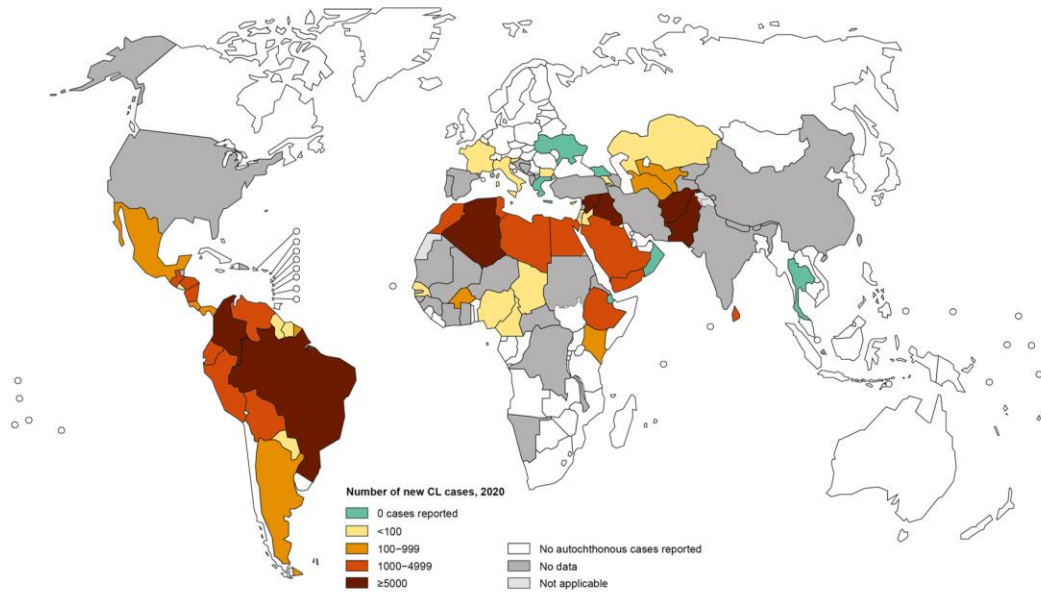 Number of new CL cases, 2020
0 cases reported
<100
100–999
1000–4999
≥5000
No autochthonous cases reported
No data
Not applicable